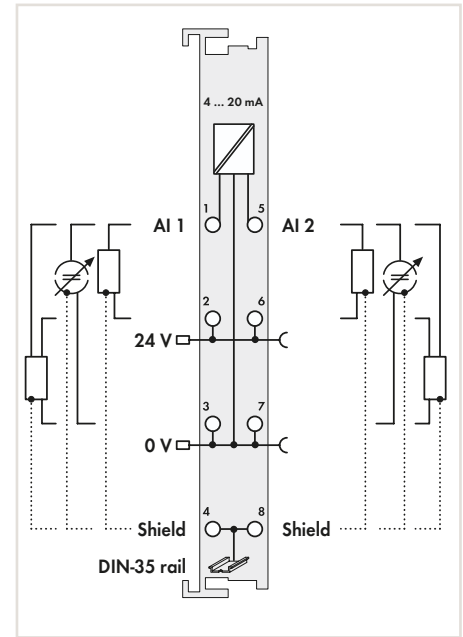 4 ... 20 mA
1 5
AI 1 AI 2
2 6
24 V
3 7
0 V
4 8
Shield Shield
DIN-35 rail